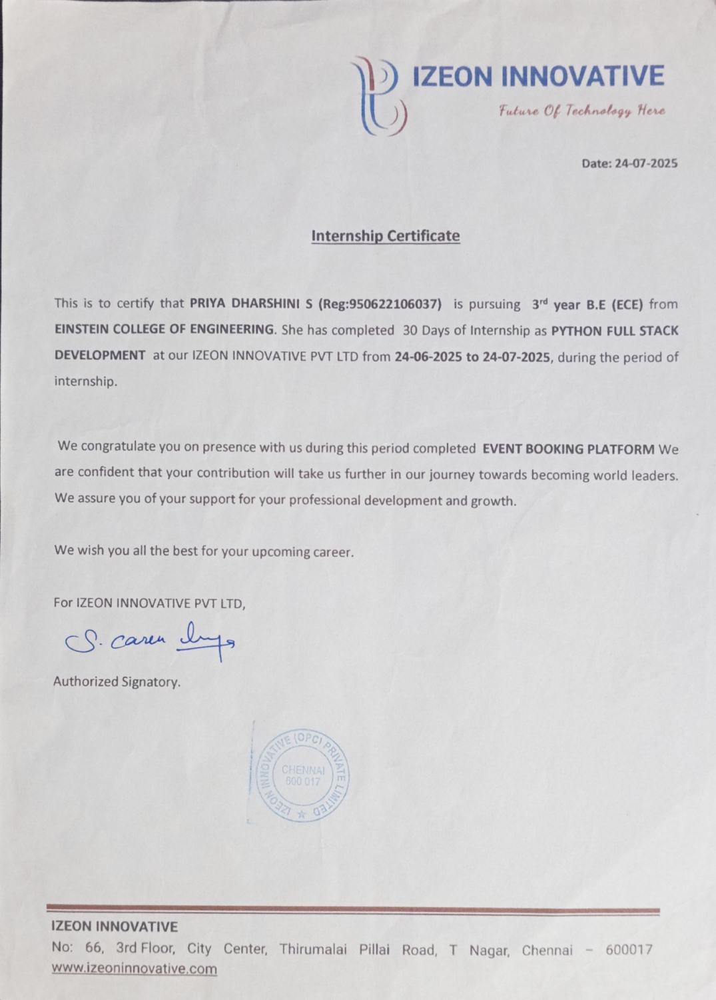 IZEON INNOVATIVE
Future Of Technology Here
Date: 24-07-2025
Internship Certificate
This is to certify that PRIYA DHARSHINI S (Reg:950622106037) is pursuing 3rd year B.E (ECE) from
EINSTEIN COLLEGE OF ENGINEERING. She has completed 30 Days of Internship as PYTHON FULL STACK
DEVELOPMENT at our IZEON INNOVATIVE PVT LTD from 24-06-2025 to 24-07-2025, during the period of
internship.
We congratulate you on presence with us during this period completed EVENT BOOKING PLATFORM We
are confident that your contribution will take us further in our journey towards becoming world leaders.
We assure you of your support for your professional development and growth.
We wish you all the best for your upcoming career.
For IZEON INNOVATIVE PVT LTD,
S. Caren
Authorized Signatory.
IZEON INNOVATIVE (OPC) PRIVATE LIMITED
CHENNAI
600 017
IZEON INNOVATIVE
No: 66, 3rd Floor, City Center, Thirumalai Pillai Road, T Nagar, Chennai – 600017
www.izeoninnovative.com